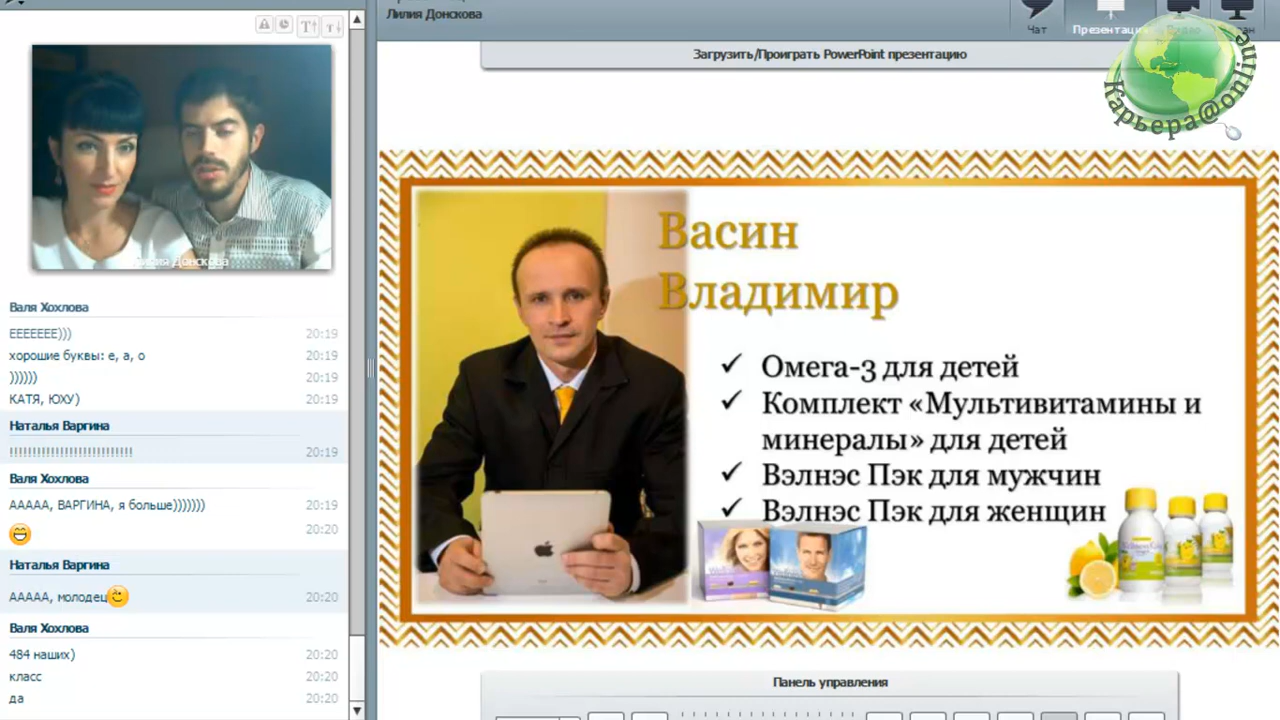 Лилия Донскова
Чат
Презентация
Загрузить/Проиграть PowerPoint презентацию
Карьера@online
Лилия Донскова
Валя Хохлова
ЕЕЕЕЕЕЕ))) 20:19
хорошие буквы: е, а, о 20:19
)))))) 20:19
КАТЯ, ЮХУ) 20:19
Наталья Варгина
!!!!!!!!!!!!!!!!!!!!!!!!!!! 20:19
Валя Хохлова
ААААА, ВАРГИНА, я больше))))))) 20:19
20:20
Наталья Варгина
ААААА, молодец 20:20
Валя Хохлова
484 наших) 20:20
класс 20:20
да 20:20
Васин
Владимир
✓ Омега-3 для детей
✓ Комплект «Мультивитамины и
минералы» для детей
✓ Вэлнэс Пэк для мужчин
✓ Вэлнэс Пэк для женщин
Панель управления